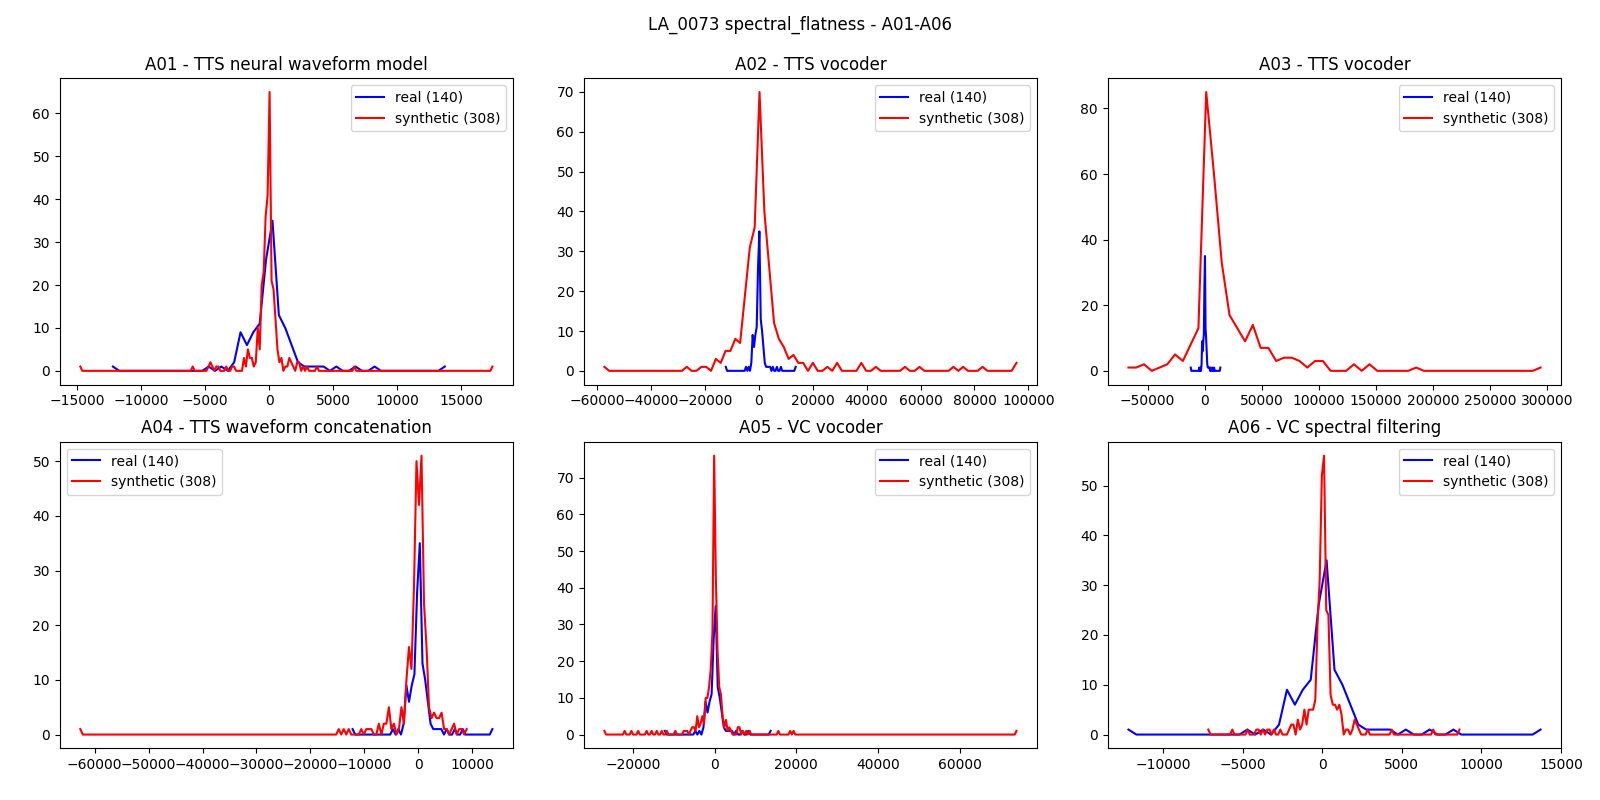 LA_0073 spectral_flatness - A01-A06
A01 - TTS neural waveform model
real (140)
synthetic (308)
60
50
40
30
20
10
0
−15000 −10000 −5000 0 5000 10000 15000
A02 - TTS vocoder
real (140)
synthetic (308)
70
60
50
40
30
20
10
0
−60000 −40000 −20000 0 20000 40000 60000 80000 100000
A03 - TTS vocoder
real (140)
synthetic (308)
80
60
40
20
0
−50000 0 50000 100000 150000 200000 250000 300000
A04 - TTS waveform concatenation
real (140)
synthetic (308)
50
40
30
20
10
0
−60000 −50000 −40000 −30000 −20000 −10000 0 10000
A05 - VC vocoder
real (140)
synthetic (308)
70
60
50
40
30
20
10
0
−20000 0 20000 40000 60000
A06 - VC spectral filtering
real (140)
synthetic (308)
50
40
30
20
10
0
−10000 −5000 0 5000 10000 15000